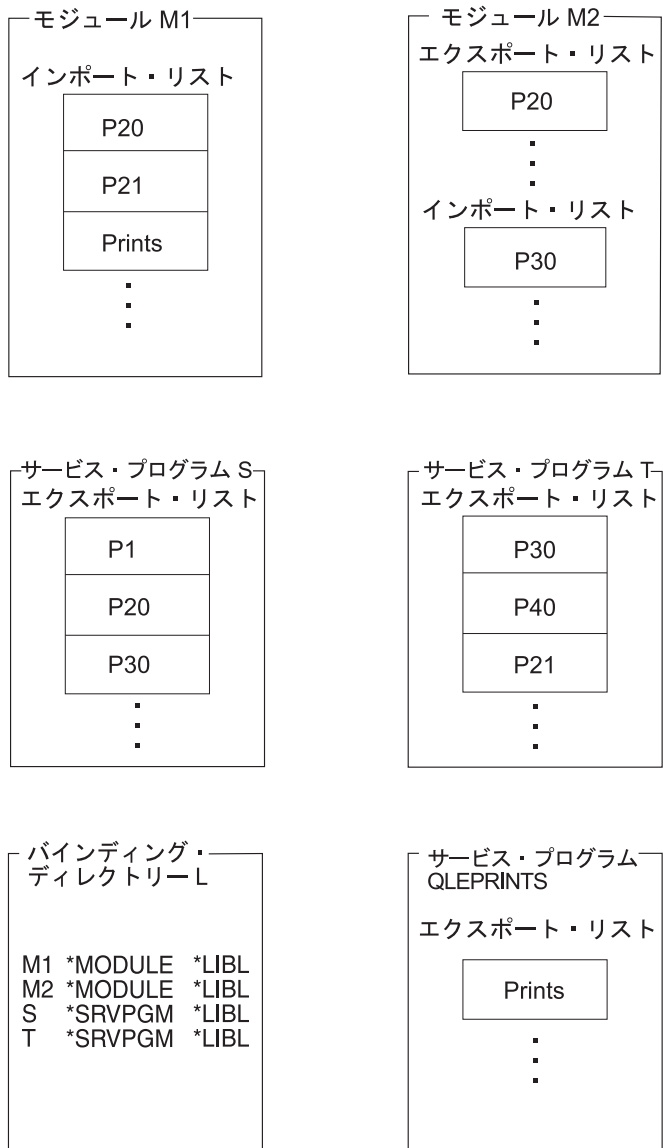 モジュール M1
インポート・リスト
P20
P21
Prints
モジュール M2
エクスポート・リスト
P20
インポート・リスト
P30
サービス・プログラム S
エクスポート・リスト
P1
P20
P30
サービス・プログラム T
エクスポート・リスト
P30
P40
P21
バインディング・
ディレクトリー L
M1 *MODULE *LIBL
M2 *MODULE *LIBL
S *SRVPGM *LIBL
T *SRVPGM *LIBL
サービス・プログラム
QLEPRINTS
エクスポート・リスト
Prints